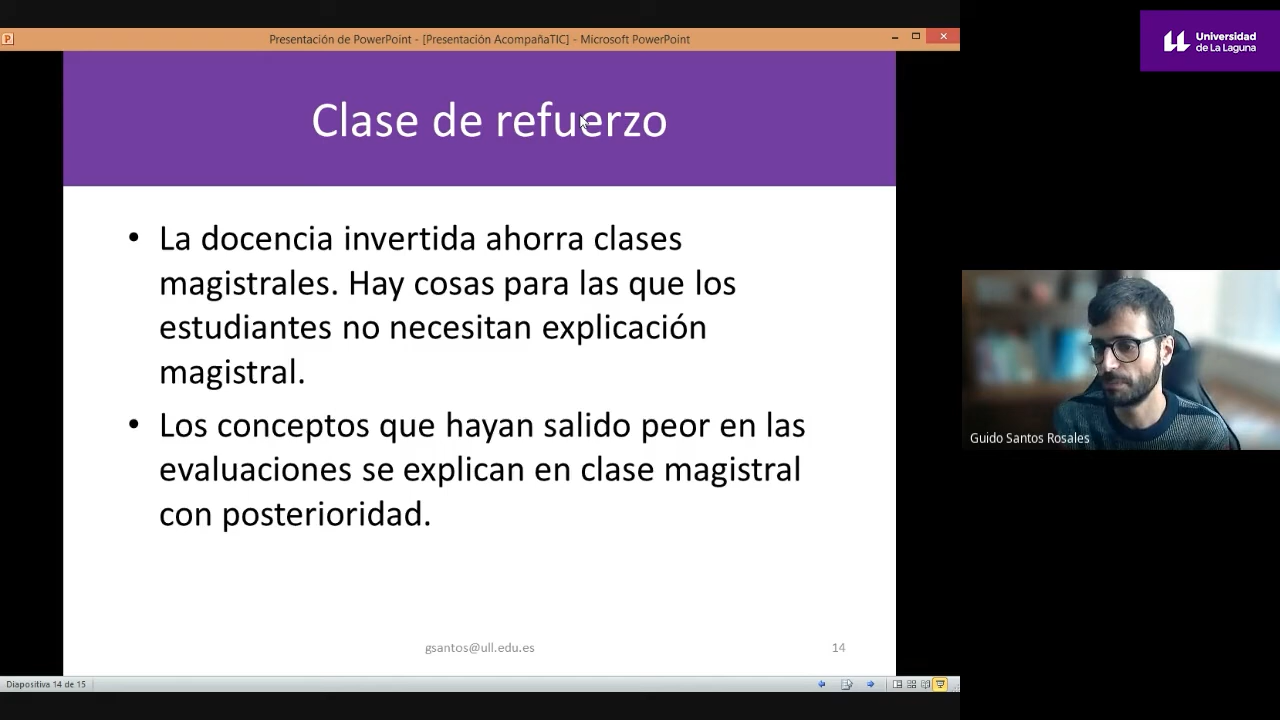 Presentación de PowerPoint - [Presentación AcompañaTIC] - Microsoft PowerPoint
Universidad
de La Laguna
Clase de refuerzo
• La docencia invertida ahorra clases
magistrales. Hay cosas para las que los
estudiantes no necesitan explicación
magistral.
• Los conceptos que hayan salido peor en las
evaluaciones se explican en clase magistral
con posterioridad.
Guido Santos Rosales
gsantos@ull.edu.es
14
Diapositiva 14 de 15